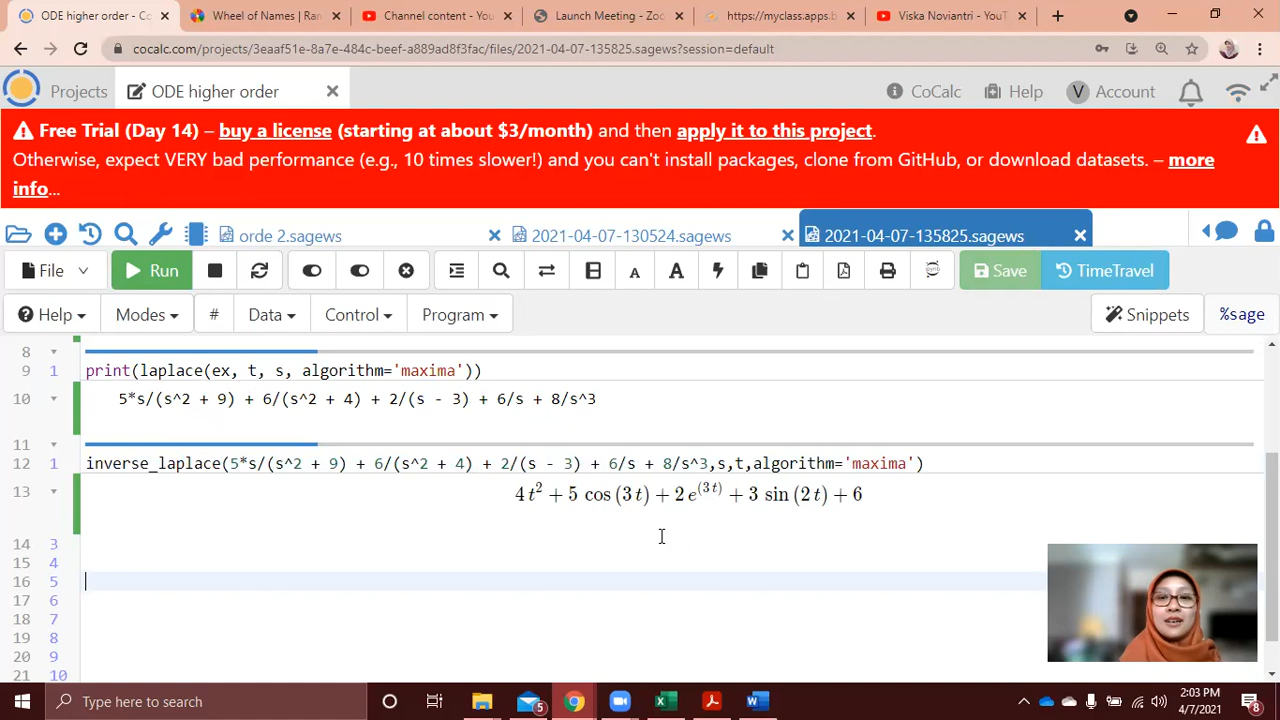 ODE higher order - Co
Wheel of Names | Ran
Channel content - You
Launch Meeting - Zoo
https://myclass.apps.b
Viska Noviantri - YouT
cocalc.com/projects/3eaaf51e-8a7e-484c-beef-a889ad8f3fac/files/2021-04-07-135825.sagews?session=default
Projects
ODE higher order
CoCalc
Help
V Account
Free Trial (Day 14) – buy a license (starting at about $3/month) and then apply it to this project.
Otherwise, expect VERY bad performance (e.g., 10 times slower!) and you can't install packages, clone from GitHub, or download datasets. – more
info...
orde 2.sagews
2021-04-07-130524.sagews
2021-04-07-135825.sagews
File
Run
A
A
Save
TimeTravel
Help
Modes
#
Data
Control
Program
Snippets
%sage
8
9 1 print(laplace(ex, t, s, algorithm='maxima'))
10 5*s/(s^2 + 9) + 6/(s^2 + 4) + 2/(s - 3) + 6/s + 8/s^3
11
12 1 inverse_laplace(5*s/(s^2 + 9) + 6/(s^2 + 4) + 2/(s - 3) + 6/s + 8/s^3,s,t,algorithm='maxima')
13 4 t² + 5 cos (3 t) + 2 e^(3 t) + 3 sin (2 t) + 6
14 3
15 4
16 5
17 6
18 7
19 8
20 9
21 10
Type here to search
5
2:03 PM
4/7/2021
8